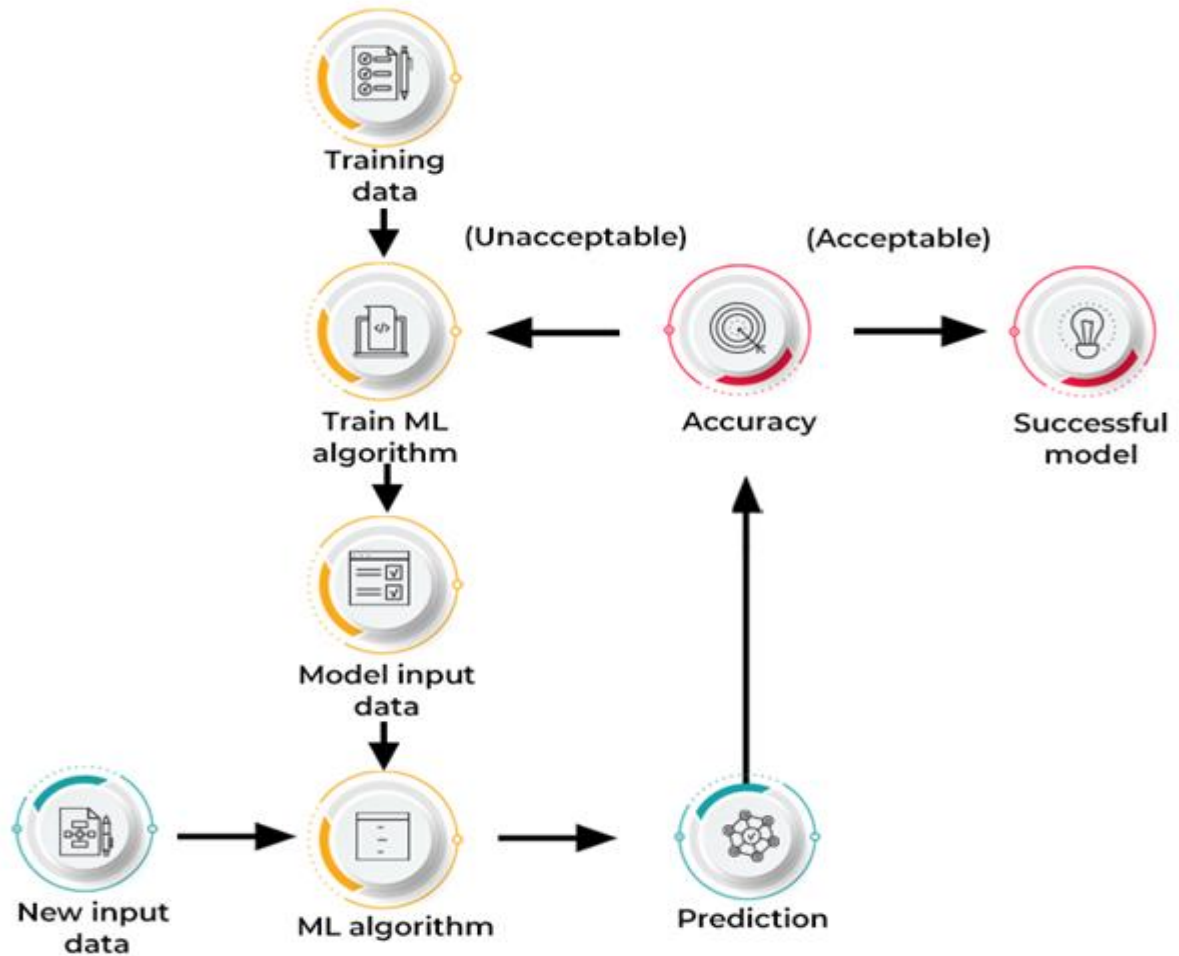 Training
data
(Unacceptable)
(Acceptable)
Train ML
algorithm
Accuracy
Successful
model
Model input
data
New input
data
ML algorithm
Prediction